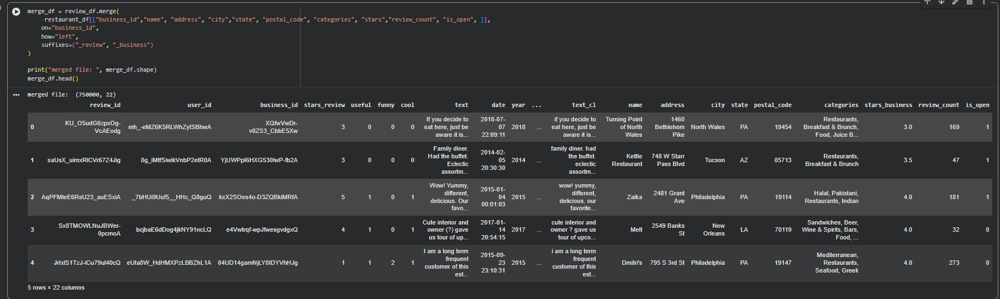 merge_df = review_df.merge(
restaurant_df[["business_id","name", "address", "city","state", "postal_code", "categories", "stars","review_count", "is_open", ]],
on="business_id",
how="left",
suffixes=("_review", "_business")
)
print("merged file: ", merge_df.shape)
merge_df.head()
merged file:  (750000, 22)
review_id user_id business_id stars_review useful funny cool text date year ... text_cl name address city state postal_code categories stars_business review_count is_open
0 KU_O5udG6zpxOg-VcAEodg mh_-eMZ6K5RLWhZyISBhwA XQfwVwDr-v0ZS3_CbbE5Xw 3 0 0 0 If you decide to eat here, just be aware it is... 2018-07-07 22:09:11 2018 ... if you decide to eat here, just be aware it is... Turning Point of North Wales 1460 Bethlehem Pike North Wales PA 19454 Restaurants, Breakfast & Brunch, Food, Juice B... 3.0 169 1
1 saUsX_uimxRlCVr67Z4Jig 8g_iMtfSiwikVnbP2etR0A YjUWPpI6HXG530lwP-fb2A 3 0 0 0 Family diner. Had the buffet. Eclectic assortm... 2014-02-05 20:30:30 2014 ... family diner. had the buffet. eclectic assortm... Kettle Restaurant 748 W Starr Pass Blvd Tucson AZ 85713 Restaurants, Breakfast & Brunch 3.5 47 1
2 AqPFMleE6RsU23_auESxiA _7bHUi9Uuf5__HHc_Q8guQ kxX2SOes4o-D3ZQBkiMRfA 5 1 0 1 Wow! Yummy, different, delicious. Our favo... 2015-01-04 00:01:03 2015 ... wow! yummy, different, delicious. our favorite... Zaika 2481 Grant Ave Philadelphia PA 19114 Halal, Pakistani, Restaurants, Indian 4.0 181 1
3 Sx8TMOWLNuJBWer-0pcmoA bcjbaE6dDog4jkNY91ncLQ e4Vwtrqf-wpJfwesgvdgxQ 4 1 0 1 Cute interior and owner (?) gave us tour of up... 2017-01-14 20:54:15 2017 ... cute interior and owner ? gave us tour of upco... Melt 2549 Banks St New Orleans LA 70119 Sandwiches, Beer, Wine & Spirits, Bars, Food, ... 4.0 32 0
4 JrIxlS1TzJ-iCu79ul40cQ eUta8W_HdHMXPzLBBZhL1A 04UD14gamNjLY0IDYVhHJg 1 1 2 1 I am a long term frequent customer of this est... 2015-09-23 23:10:31 2015 ... i am a long term frequent customer of this est... Dmitri's 795 S 3rd St Philadelphia PA 19147 Mediterranean, Restaurants, Seafood, Greek 4.0 273 0
5 rows × 22 columns